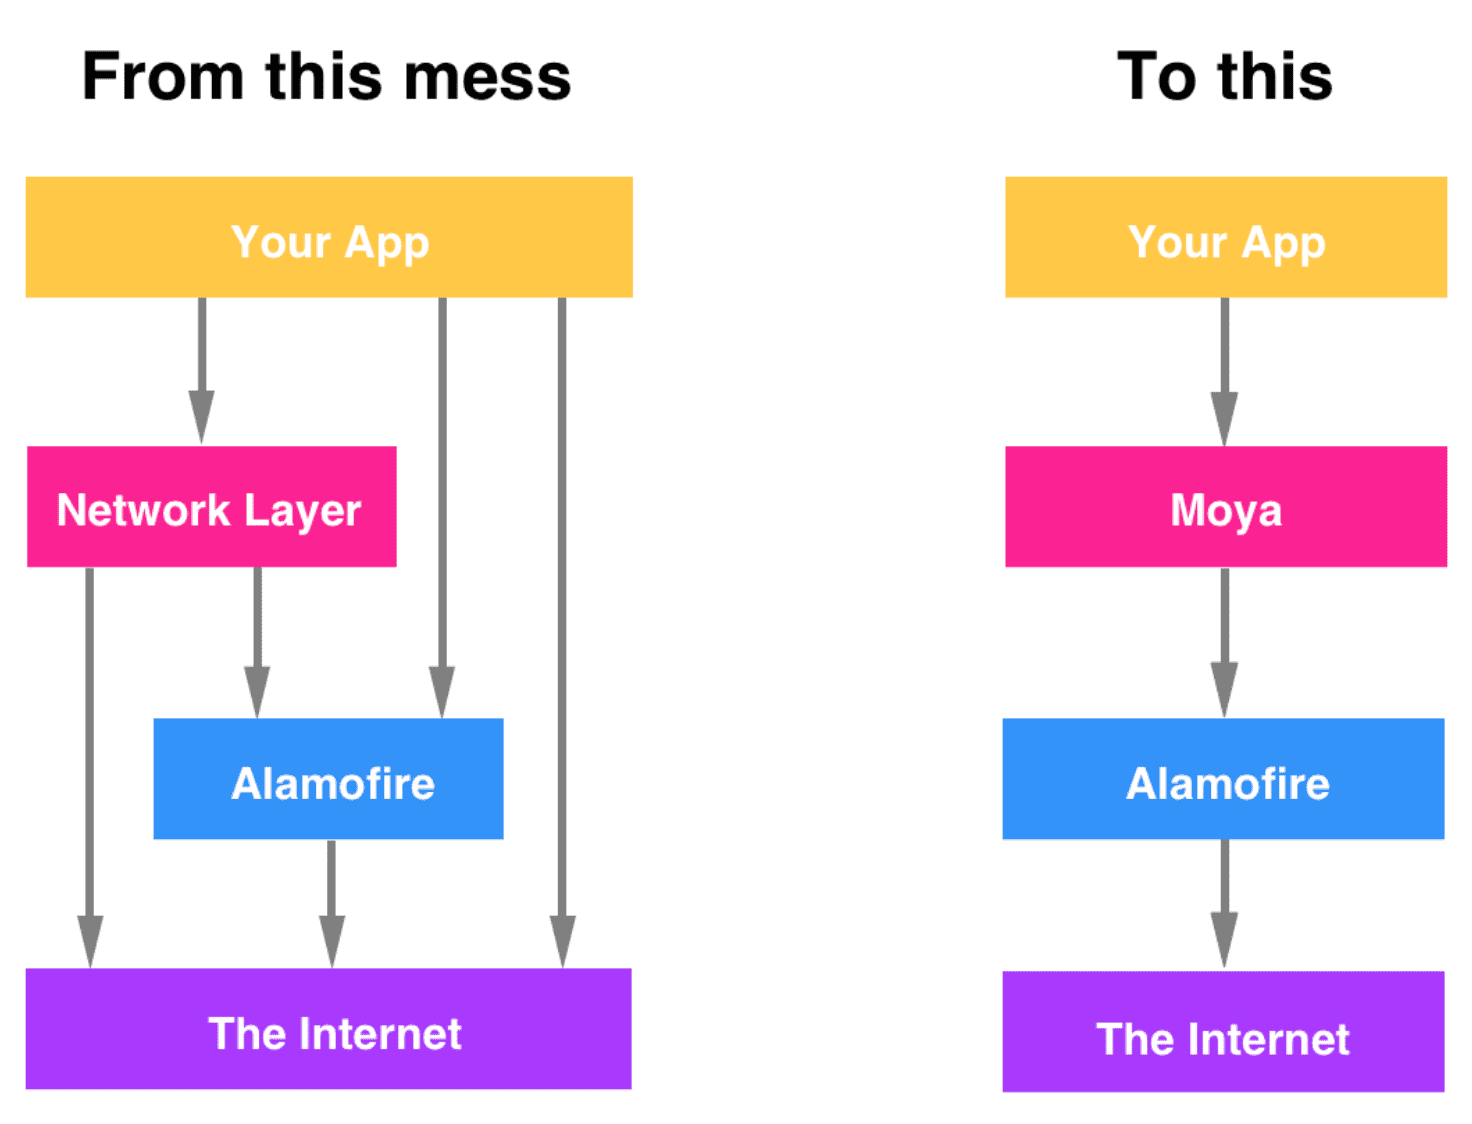 From this mess
Your App
Network Layer
Alamofire
The Internet
To this
Your App
Moya
Alamofire
The Internet